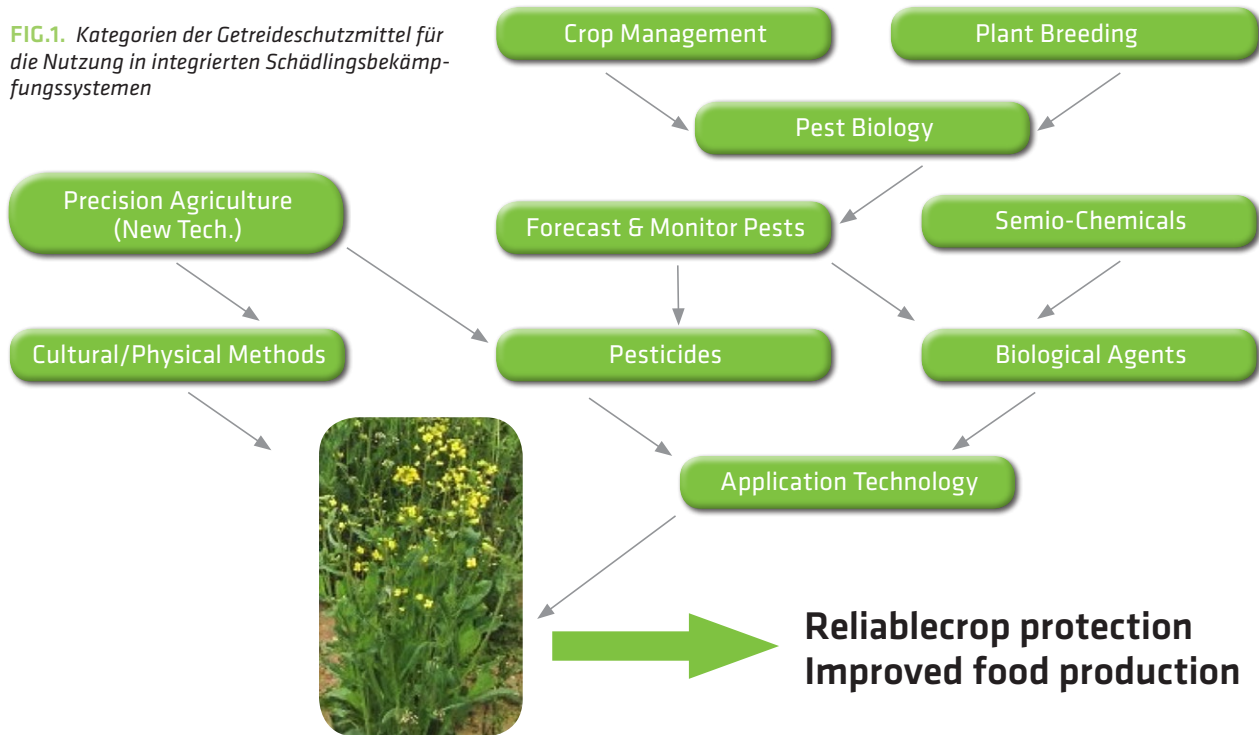 FIG.1. Kategorien der Getreideschutzmittel für
die Nutzung in integrierten Schädlingsbekämp-
fungssystemen
Crop Management
Plant Breeding
Pest Biology
Precision Agriculture
(New Tech.)
Forecast & Monitor Pests
Semio-Chemicals
Cultural/Physical Methods
Pesticides
Biological Agents
Application Technology
Reliablecrop protection
Improved food production